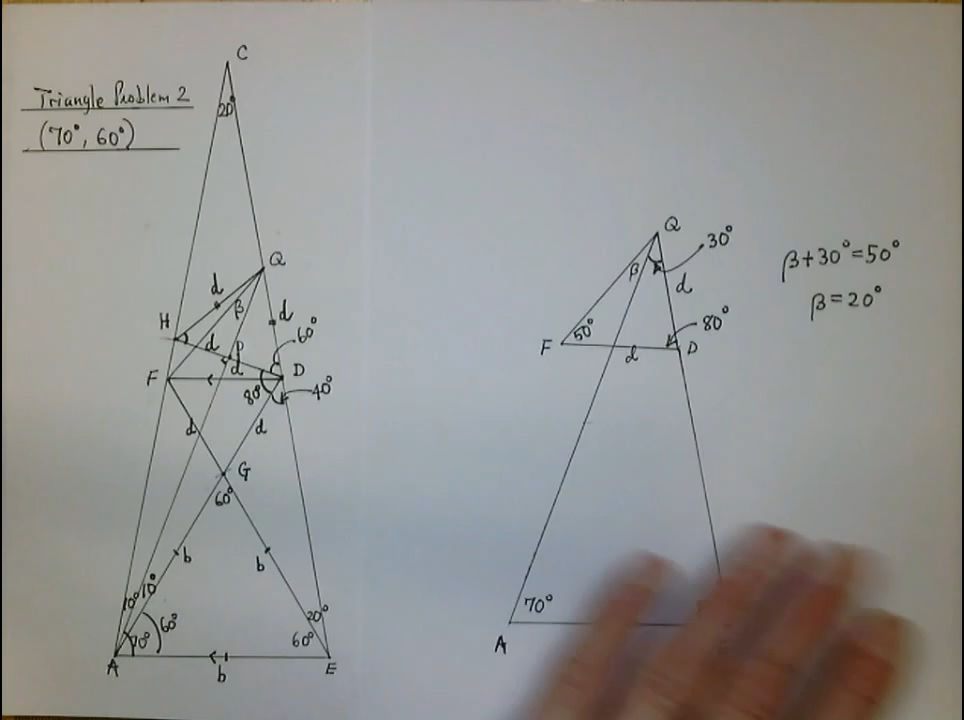 Triangle Problem 2
(70°, 60°)
C
20°
Q
d
β
d
H
60°
d
P
d
F
D
80°
40°
d
d
G
60°
b
b
10°
10°
20°
70°
60°
60°
A
b
E
Q
30°
β
d
50°
80°
F
d
D
70°
A
β+30°=50°
β=20°